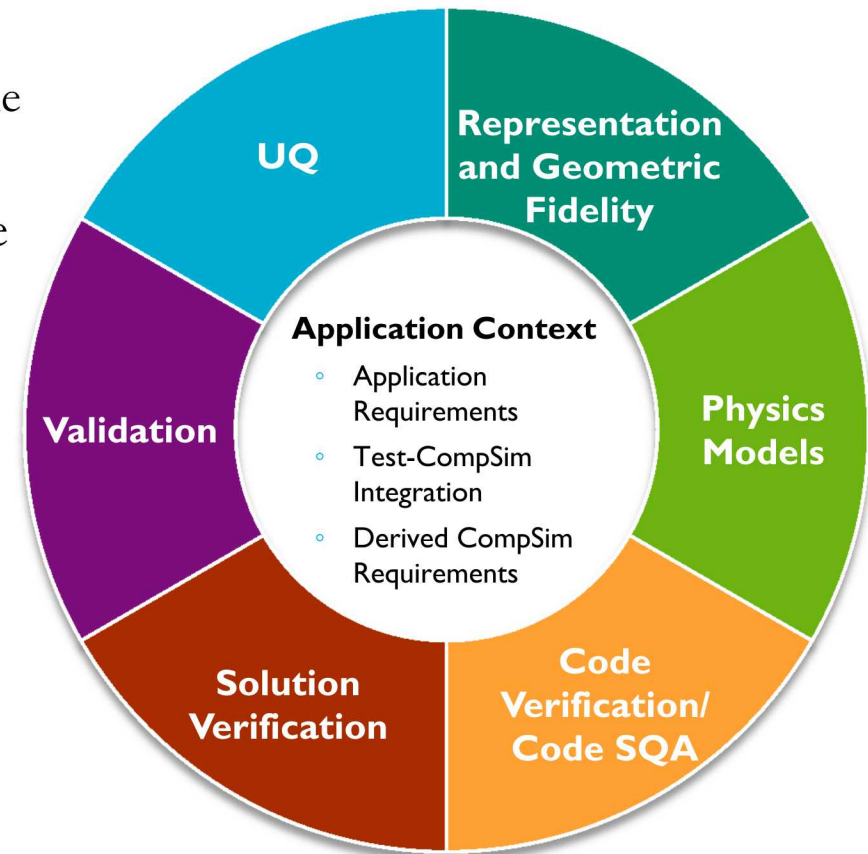 UQ
Representation
and Geometric
Fidelity
Application Context
◦ Application
Requirements
◦ Test-CompSim
Integration
◦ Derived CompSim
Requirements
Validation
Physics
Models
Solution
Verification
Code
Verification/
Code SQA